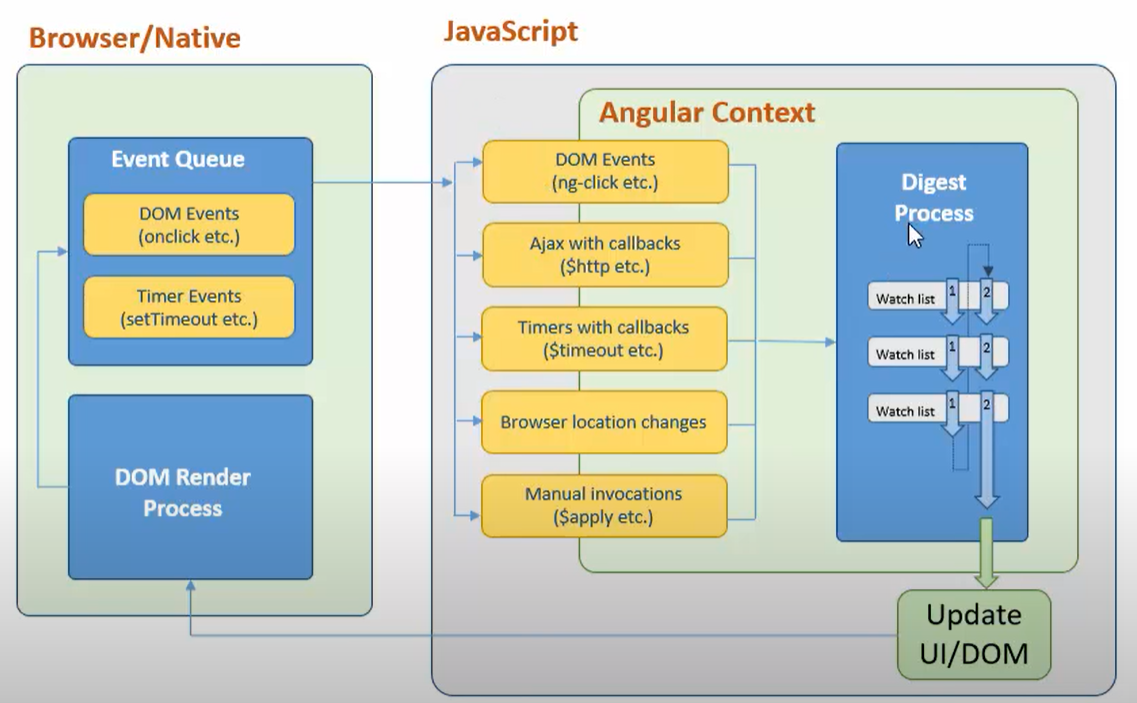 Browser/Native
JavaScript
Event Queue
DOM Events
(onclick etc.)
Timer Events
(setTimeout etc.)
DOM Render
Process
Angular Context
DOM Events
(ng-click etc.)
Ajax with callbacks
($http etc.)
Timers with callbacks
($timeout etc.)
Browser location changes
Manual invocations
($apply etc.)
Digest
Process
Watch list 1 2
Watch list 1 2
Watch list 1 2
Update
UI/DOM